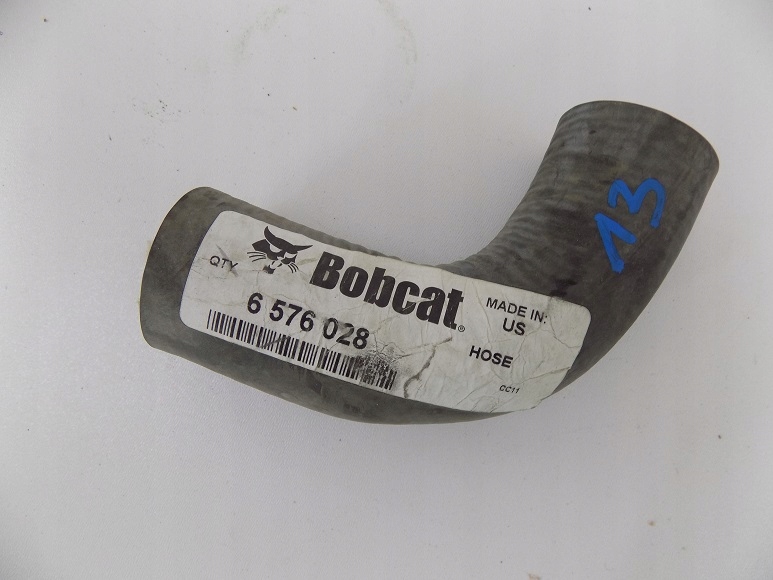 QTY
Bobcat®
6 576 028
MADE IN:
US
HOSE
CC11
13